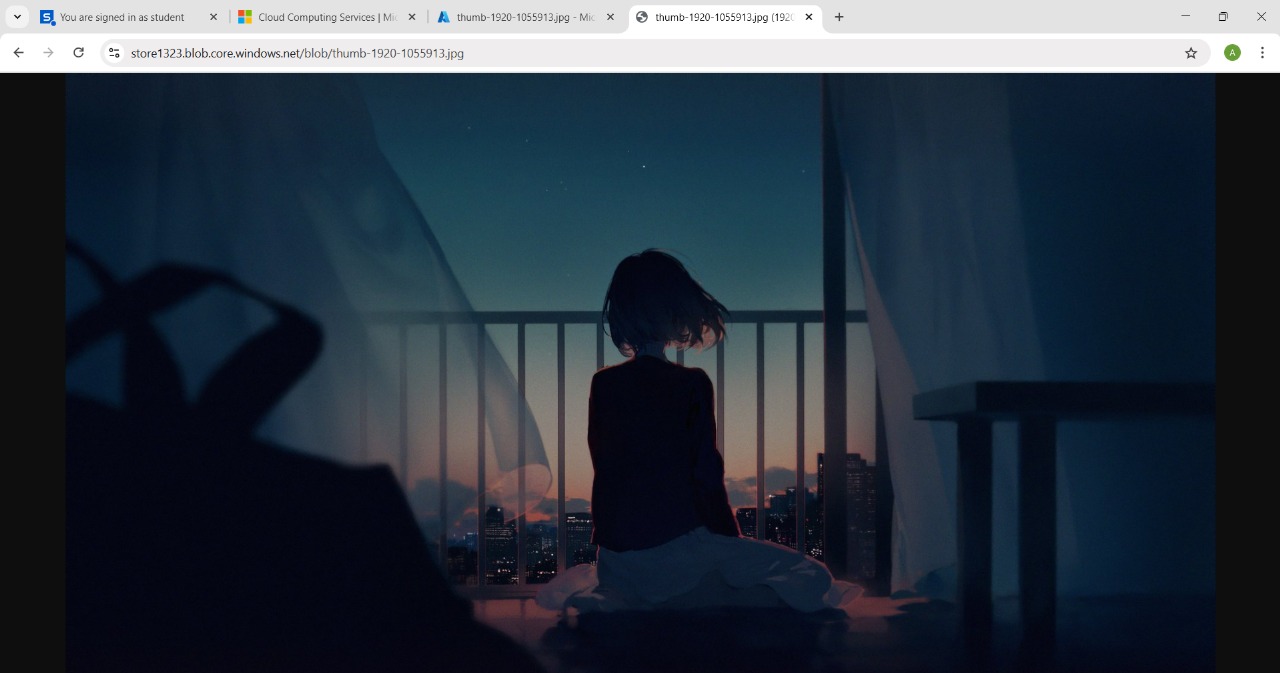 You are signed in as student
Cloud Computing Services | Mic
thumb-1920-1055913.jpg - Mic
thumb-1920-1055913.jpg (1920
store1323.blob.core.windows.net/blob/thumb-1920-1055913.jpg
A